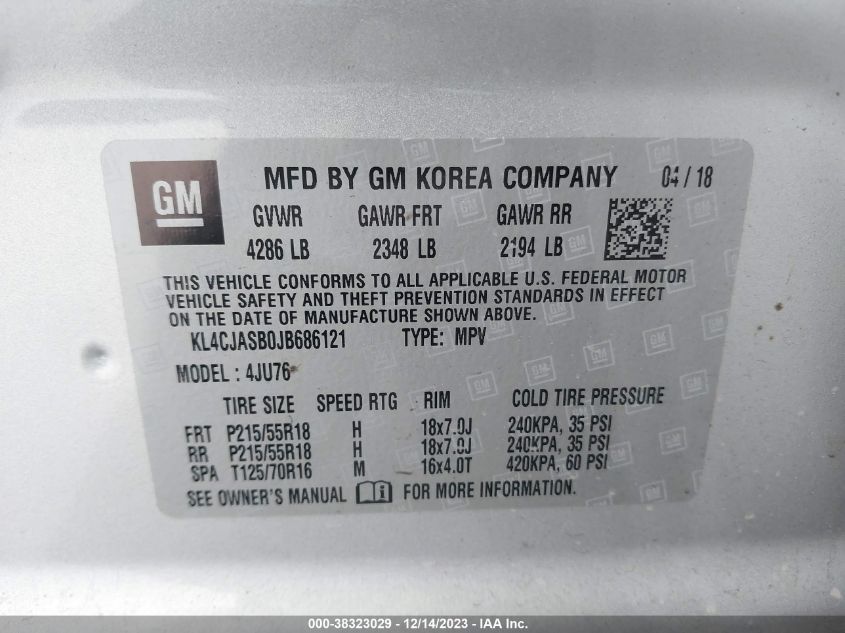 GM MFD BY GM KOREA COMPANY 04/18
GVWR GAWR FRT GAWR RR
4286 LB 2348 LB 2194 LB
THIS VEHICLE CONFORMS TO ALL APPLICABLE U.S. FEDERAL MOTOR
VEHICLE SAFETY AND THEFT PREVENTION STANDARDS IN EFFECT
ON THE DATE OF MANUFACTURE SHOWN ABOVE.
KL4CJASB0JB686121 TYPE: MPV
MODEL: 4JU76
TIRE SIZE SPEED RTG RIM COLD TIRE PRESSURE
FRT P215/55R18 H 18x7.0J 240KPA, 35 PSI
RR P215/55R18 H 18x7.0J 240KPA, 35 PSI
SPA T125/70R16 M 16x4.0T 420KPA, 60 PSI
SEE OWNER'S MANUAL FOR MORE INFORMATION.
000-38323029 - 12/14/2023 - IAA Inc.